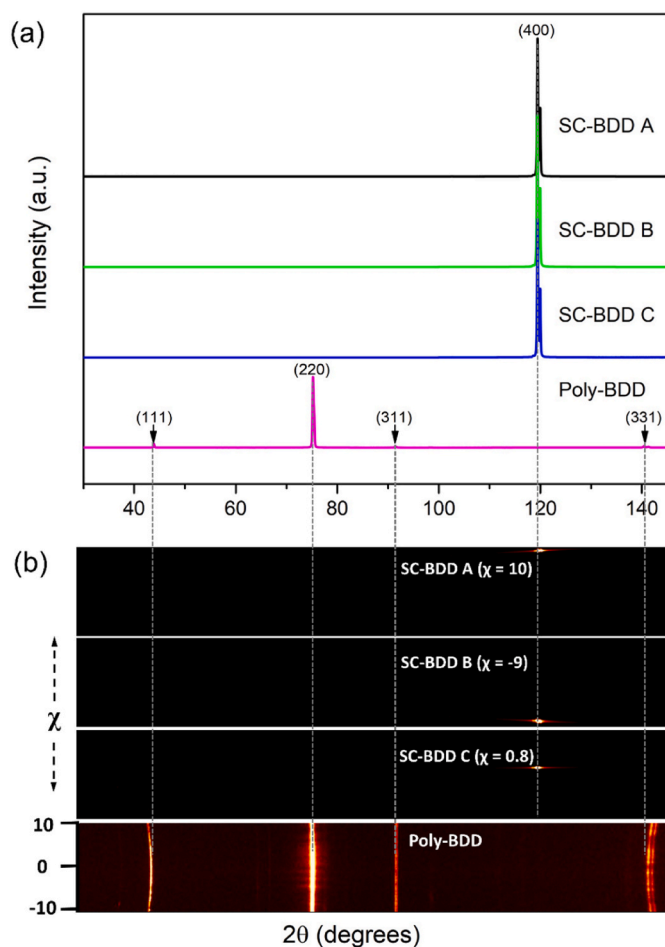 (a)
(400)
SC-BDD A
SC-BDD B
SC-BDD C
Intensity (a.u.)
Poly-BDD
(220)
(111)
(311)
(331)
40 60 80 100 120 140
(b)
SC-BDD A (χ = 10)
SC-BDD B (χ = -9)
χ
SC-BDD C (χ = 0.8)
10
Poly-BDD
0
-10
2θ (degrees)